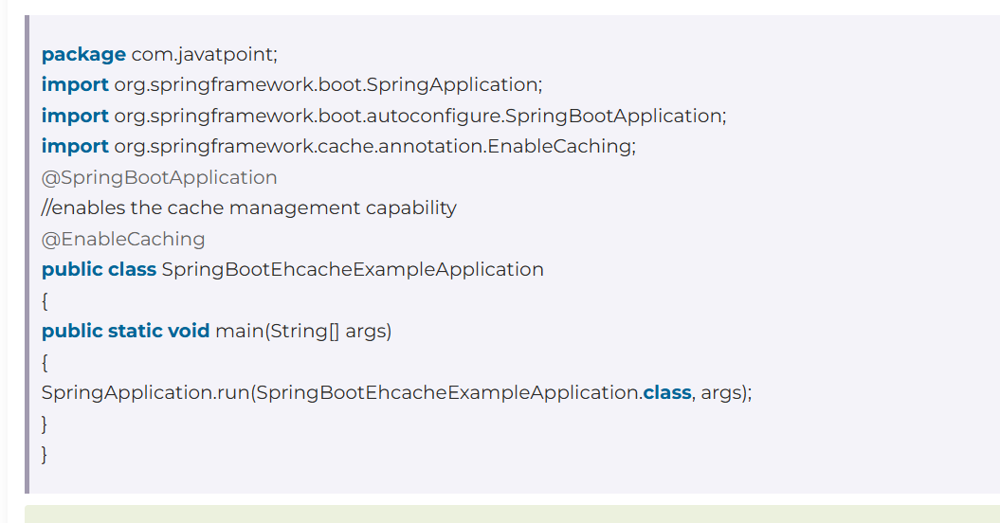 package com.javatpoint;
import org.springframework.boot.SpringApplication;
import org.springframework.boot.autoconfigure.SpringBootApplication;
import org.springframework.cache.annotation.EnableCaching;
@SpringBootApplication
//enables the cache management capability
@EnableCaching
public class SpringBootEhcacheExampleApplication
{
public static void main(String[] args)
{
SpringApplication.run(SpringBootEhcacheExampleApplication.class, args);
}
}